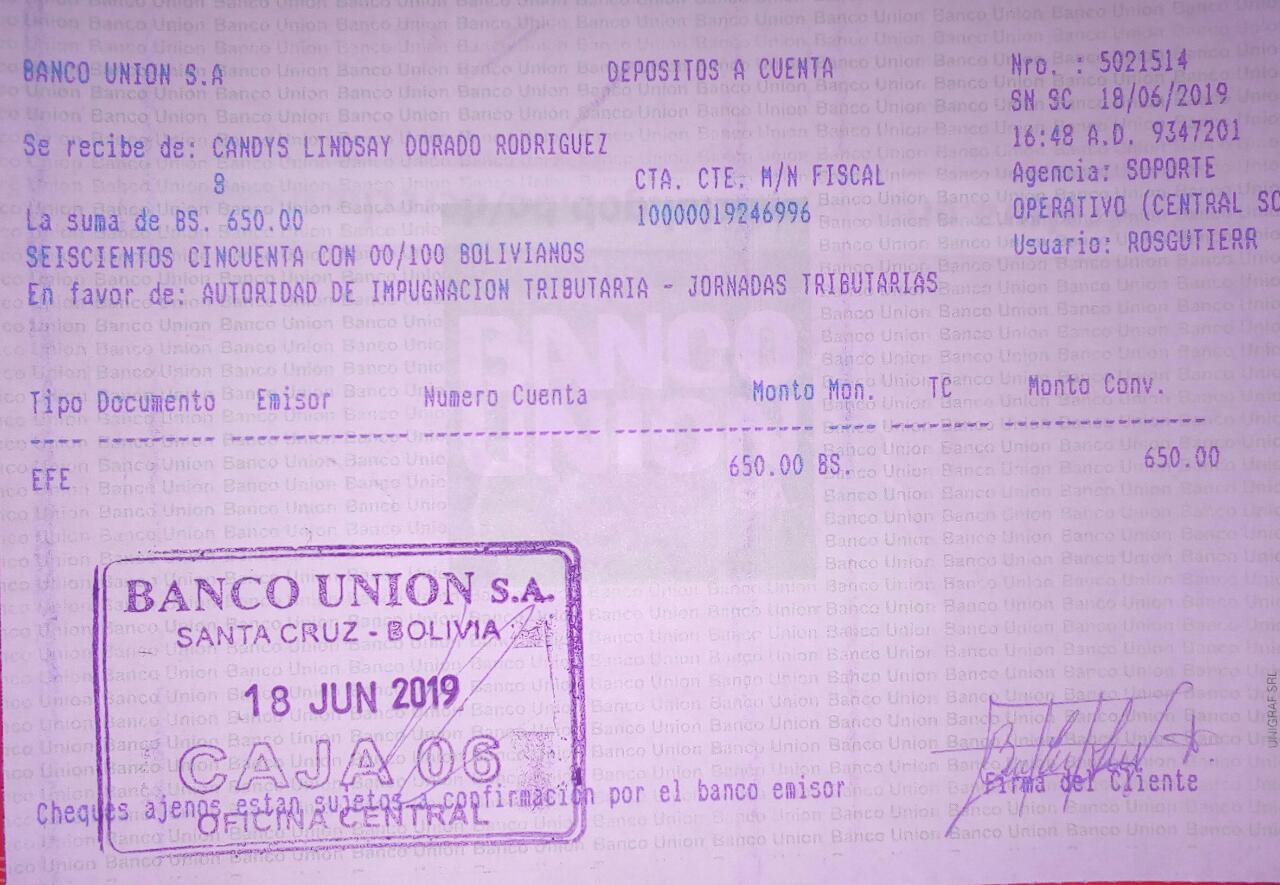 BANCO UNION S.A
DEPOSITOS A CUENTA
Nro. : 5021514
SN SC 18/06/2019
Se recibe de: CANDYS LINDSAY DORADO RODRIGUEZ
16:48 A.D. 9347201
8
CTA. CTE. M/N FISCAL
Agencia: SOPORTE
La suma de BS. 650.00
10000019246996
OPERATIVO (CENTRAL SC
SEISCIENTOS CINCUENTA CON 00/100 BOLIVIANOS
Usuario: ROSGUTIERR
En favor de: AUTORIDAD DE IMPUGNACION TRIBUTARIA - JORNADAS TRIBUTARIAS
Tipo Documento Emisor Numero Cuenta Monto Mon. TC Monto Conv.
EFE 650.00 BS. 650.00
BANCO UNION S.A.
SANTA CRUZ - BOLIVIA
18 JUN 2019
CAJA 06
OFICINA CENTRAL
Cheques ajenos estan sujetos a confirmación por el banco emisor
Firma del Cliente
UNIGRAF SRL
BANCO
UNION